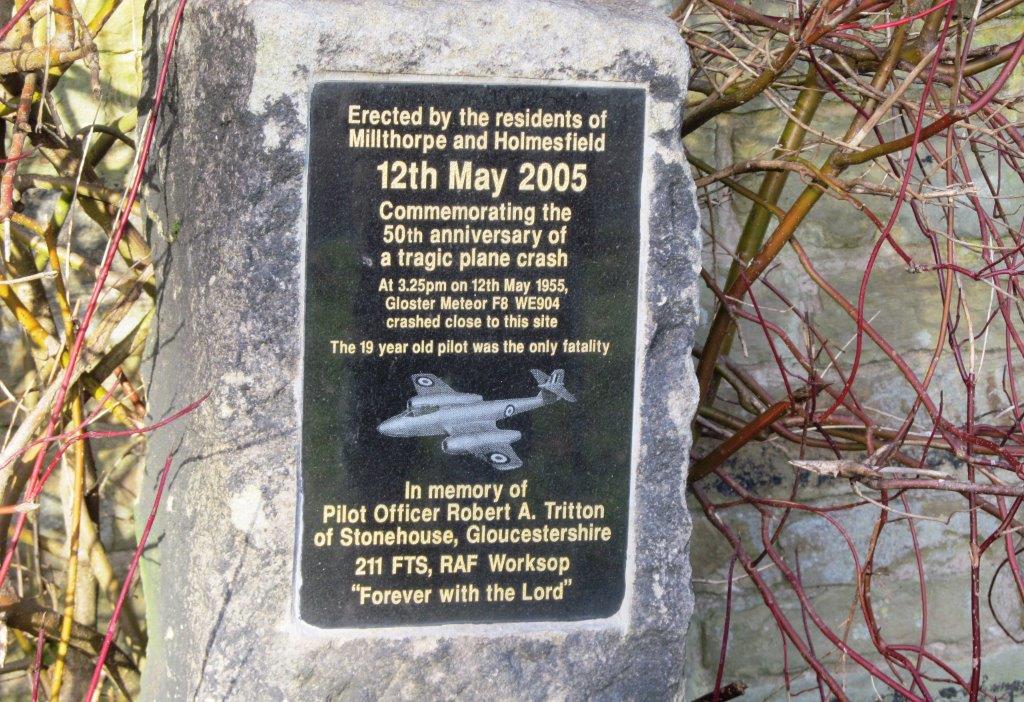 Erected by the residents of
Millthorpe and Holmesfield
12th May 2005
Commemorating the
50th anniversary of
a tragic plane crash
At 3.25pm on 12th May 1955,
Gloster Meteor F8 WE904
crashed close to this site
The 19 year old pilot was the only fatality
In memory of
Pilot Officer Robert A. Tritton
of Stonehouse, Gloucestershire
211 FTS, RAF Worksop
"Forever with the Lord"